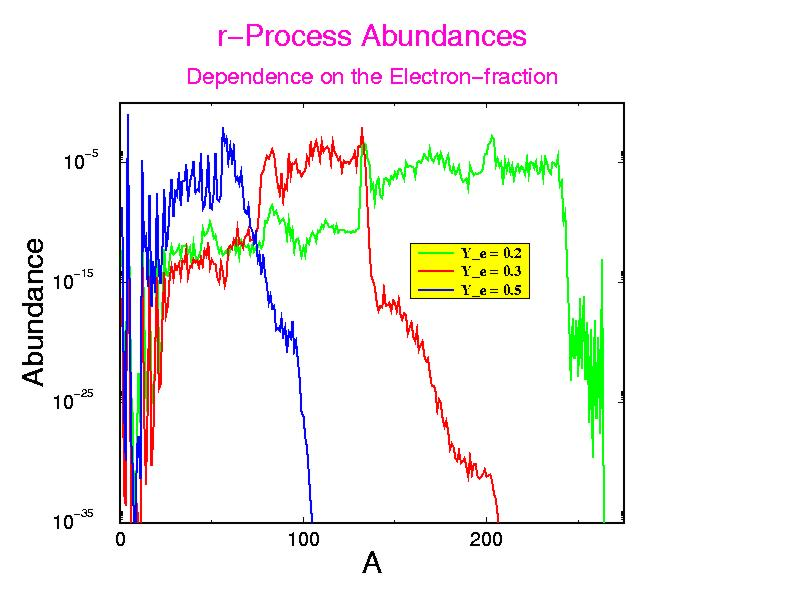 r−Process Abundances
Dependence on the Electron−fraction
10⁻⁵
10⁻¹⁵
10⁻²⁵
10⁻³⁵
Abundance
Y_e = 0.2
Y_e = 0.3
Y_e = 0.5
0
100
200
A